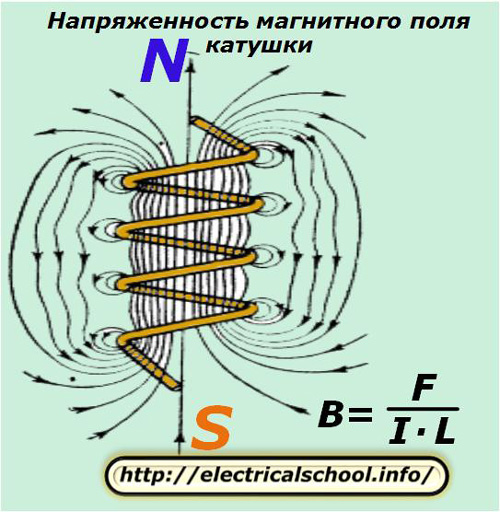 Напряженность магнитного поля
катушки
N
S
B= F
I·L
http://electricalschool.info/